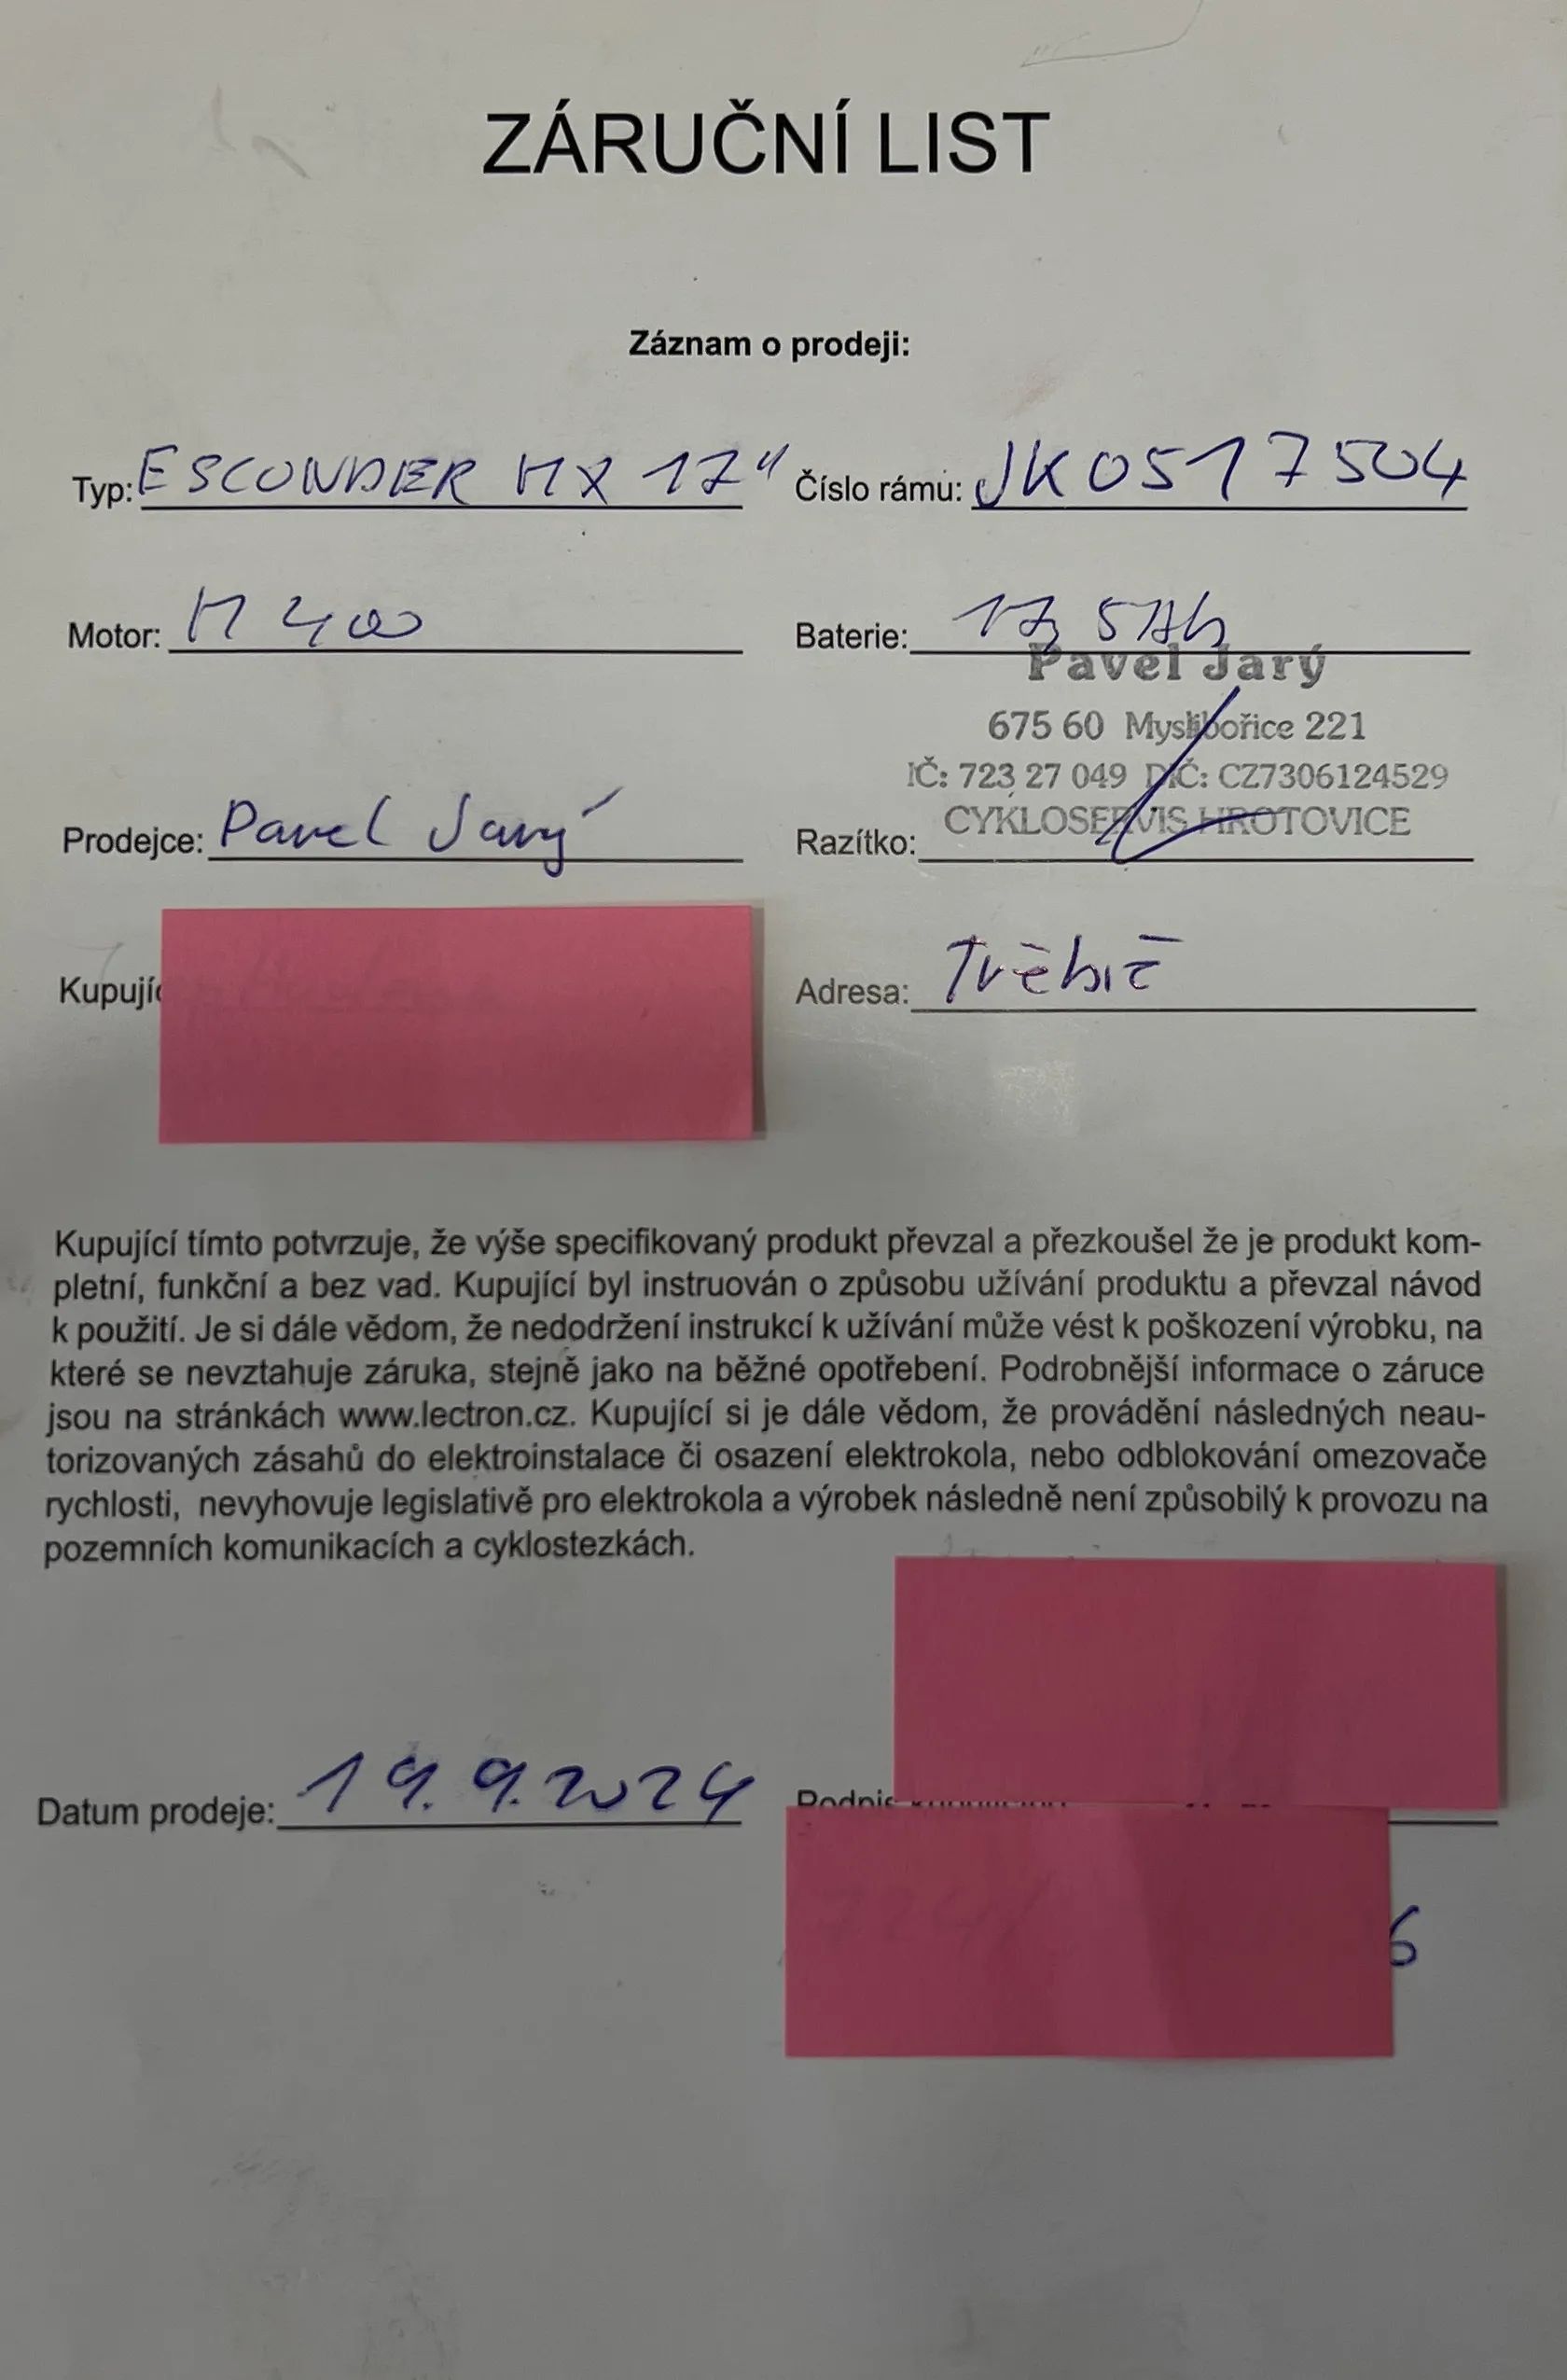 ZÁRUČNÍ LIST
Záznam o prodeji:
Typ: ESCONDER MX 17" Číslo rámu: JK0517504
Motor: M 400 Baterie: 17,5Ah
Pavel Jarý
675 60 Myslibořice 221
IČ: 723 27 049 DIČ: CZ7306124529
CYKLOSERVIS HROTOVICE
Prodejce: Pavel Jarý Razítko:
Adresa: Třebíč
Kupující tímto potvrzuje, že výše specifikovaný produkt převzal a přezkoušel že je produkt kom-
pletní, funkční a bez vad. Kupující byl instruován o způsobu užívání produktu a převzal návod
k použití. Je si dále vědom, že nedodržení instrukcí k užívání může vést k poškození výrobku, na
které se nevztahuje záruka, stejně jako na běžné opotřebení. Podrobnější informace o záruce
jsou na stránkách www.lectron.cz. Kupující si je dále vědom, že provádění následných neau-
torizovaných zásahů do elektroinstalace či osazení elektrokola, nebo odblokování omezovače
rychlosti, nevyhovuje legislativě pro elektrokola a výrobek následně není způsobilý k provozu na
pozemních komunikacích a cyklostezkách.
Datum prodeje: 19.9.2024 Podpis
6